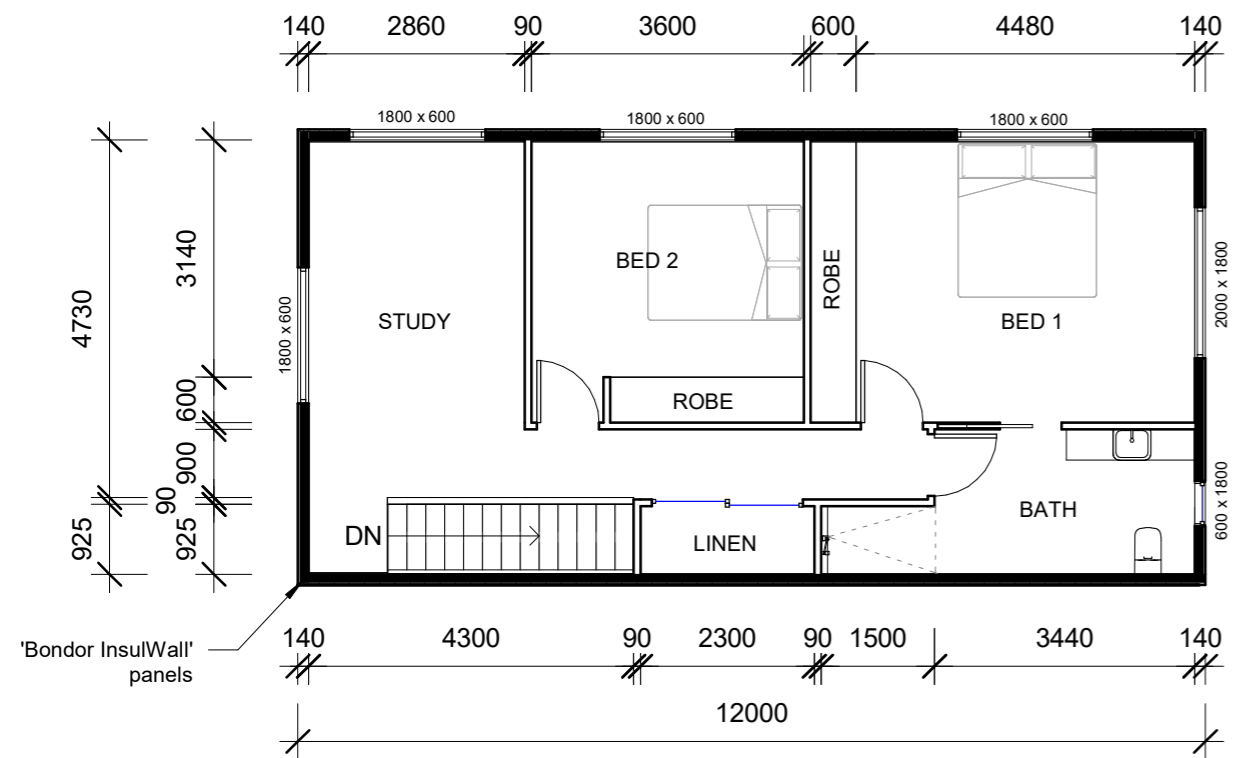 140 2860 90 3600 600 4480 140
1800 x 600 1800 x 600 1800 x 600
4730
3140
600
900
90
925
925
1800 x 600
STUDY
BED 2
ROBE
ROBE
BED 1
2000 x 1800
600 x 1800
BATH
DN
LINEN
'Bondor InsulWall'
panels
140 4300 90 2300 90 1500 3440 140
12000